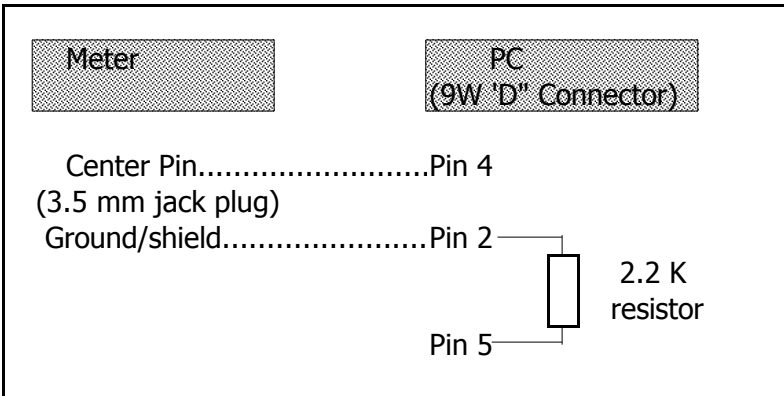 Meter
PC
(9W 'D" Connector)
Center Pin..........................Pin 4
(3.5 mm jack plug)
Ground/shield.......................Pin 2
2.2 K
resistor
Pin 5